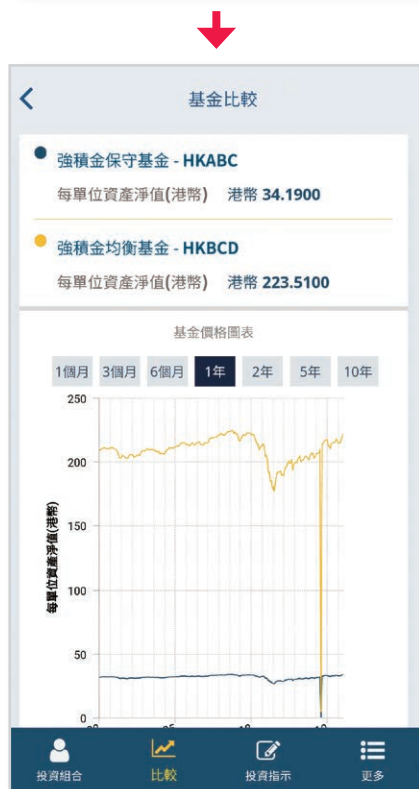 基金比較
強積金保守基金 - HKABC
每單位資產淨值(港幣) 港幣 34.1900
強積金均衡基金 - HKBCD
每單位資產淨值(港幣) 港幣 223.5100
基金價格圖表
1個月 3個月 6個月 1年 2年 5年 10年
每單位資產淨值(港幣)
250
200
150
100
50
0
投資組合 比較 投資指示 更多